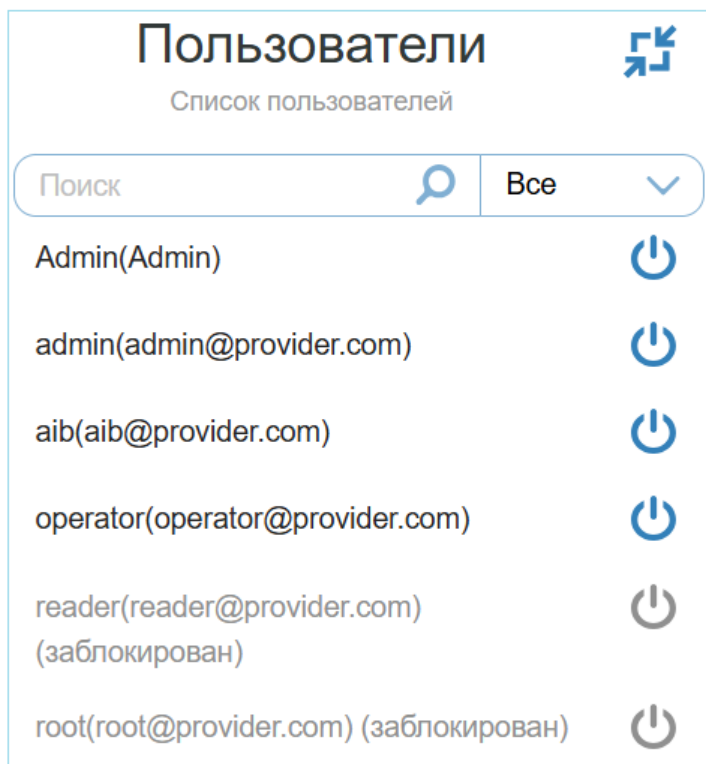 Пользователи
Список пользователей
Поиск
Все
Admin(Admin)
admin(admin@provider.com)
aib(aib@provider.com)
operator(operator@provider.com)
reader(reader@provider.com)
(заблокирован)
root(root@provider.com) (заблокирован)